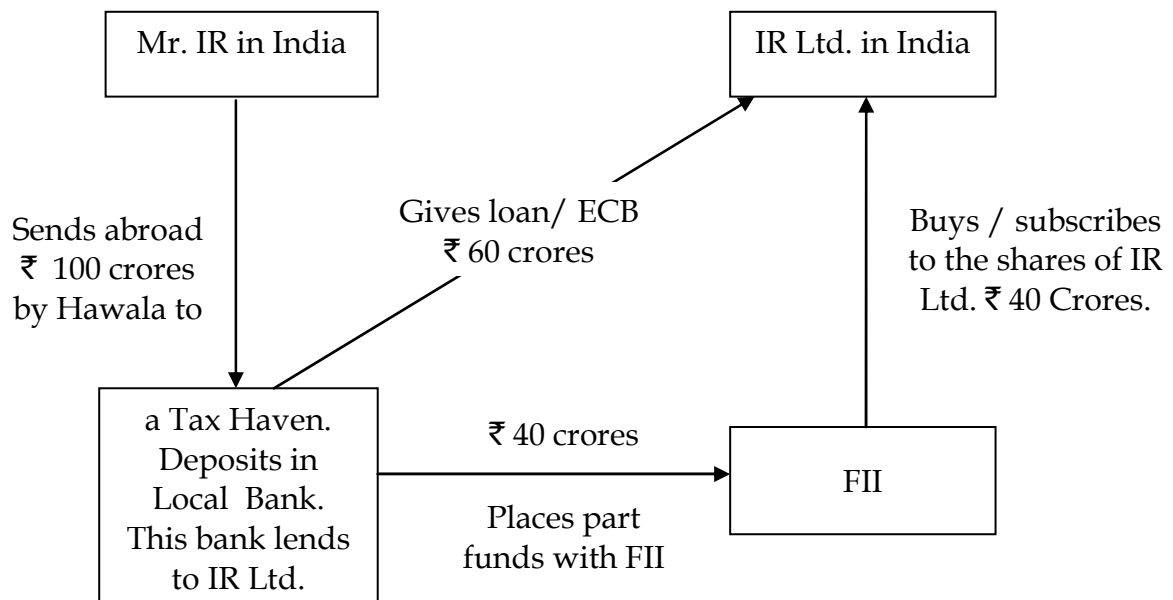 Mr. IR in India
IR Ltd. in India
Sends abroad
₹ 100 crores
by Hawala to
Gives loan/ ECB
₹ 60 crores
Buys / subscribes
to the shares of IR
Ltd. ₹ 40 Crores.
a Tax Haven.
Deposits in
Local Bank.
This bank lends
to IR Ltd.
₹ 40 crores
Places part
funds with FII
FII